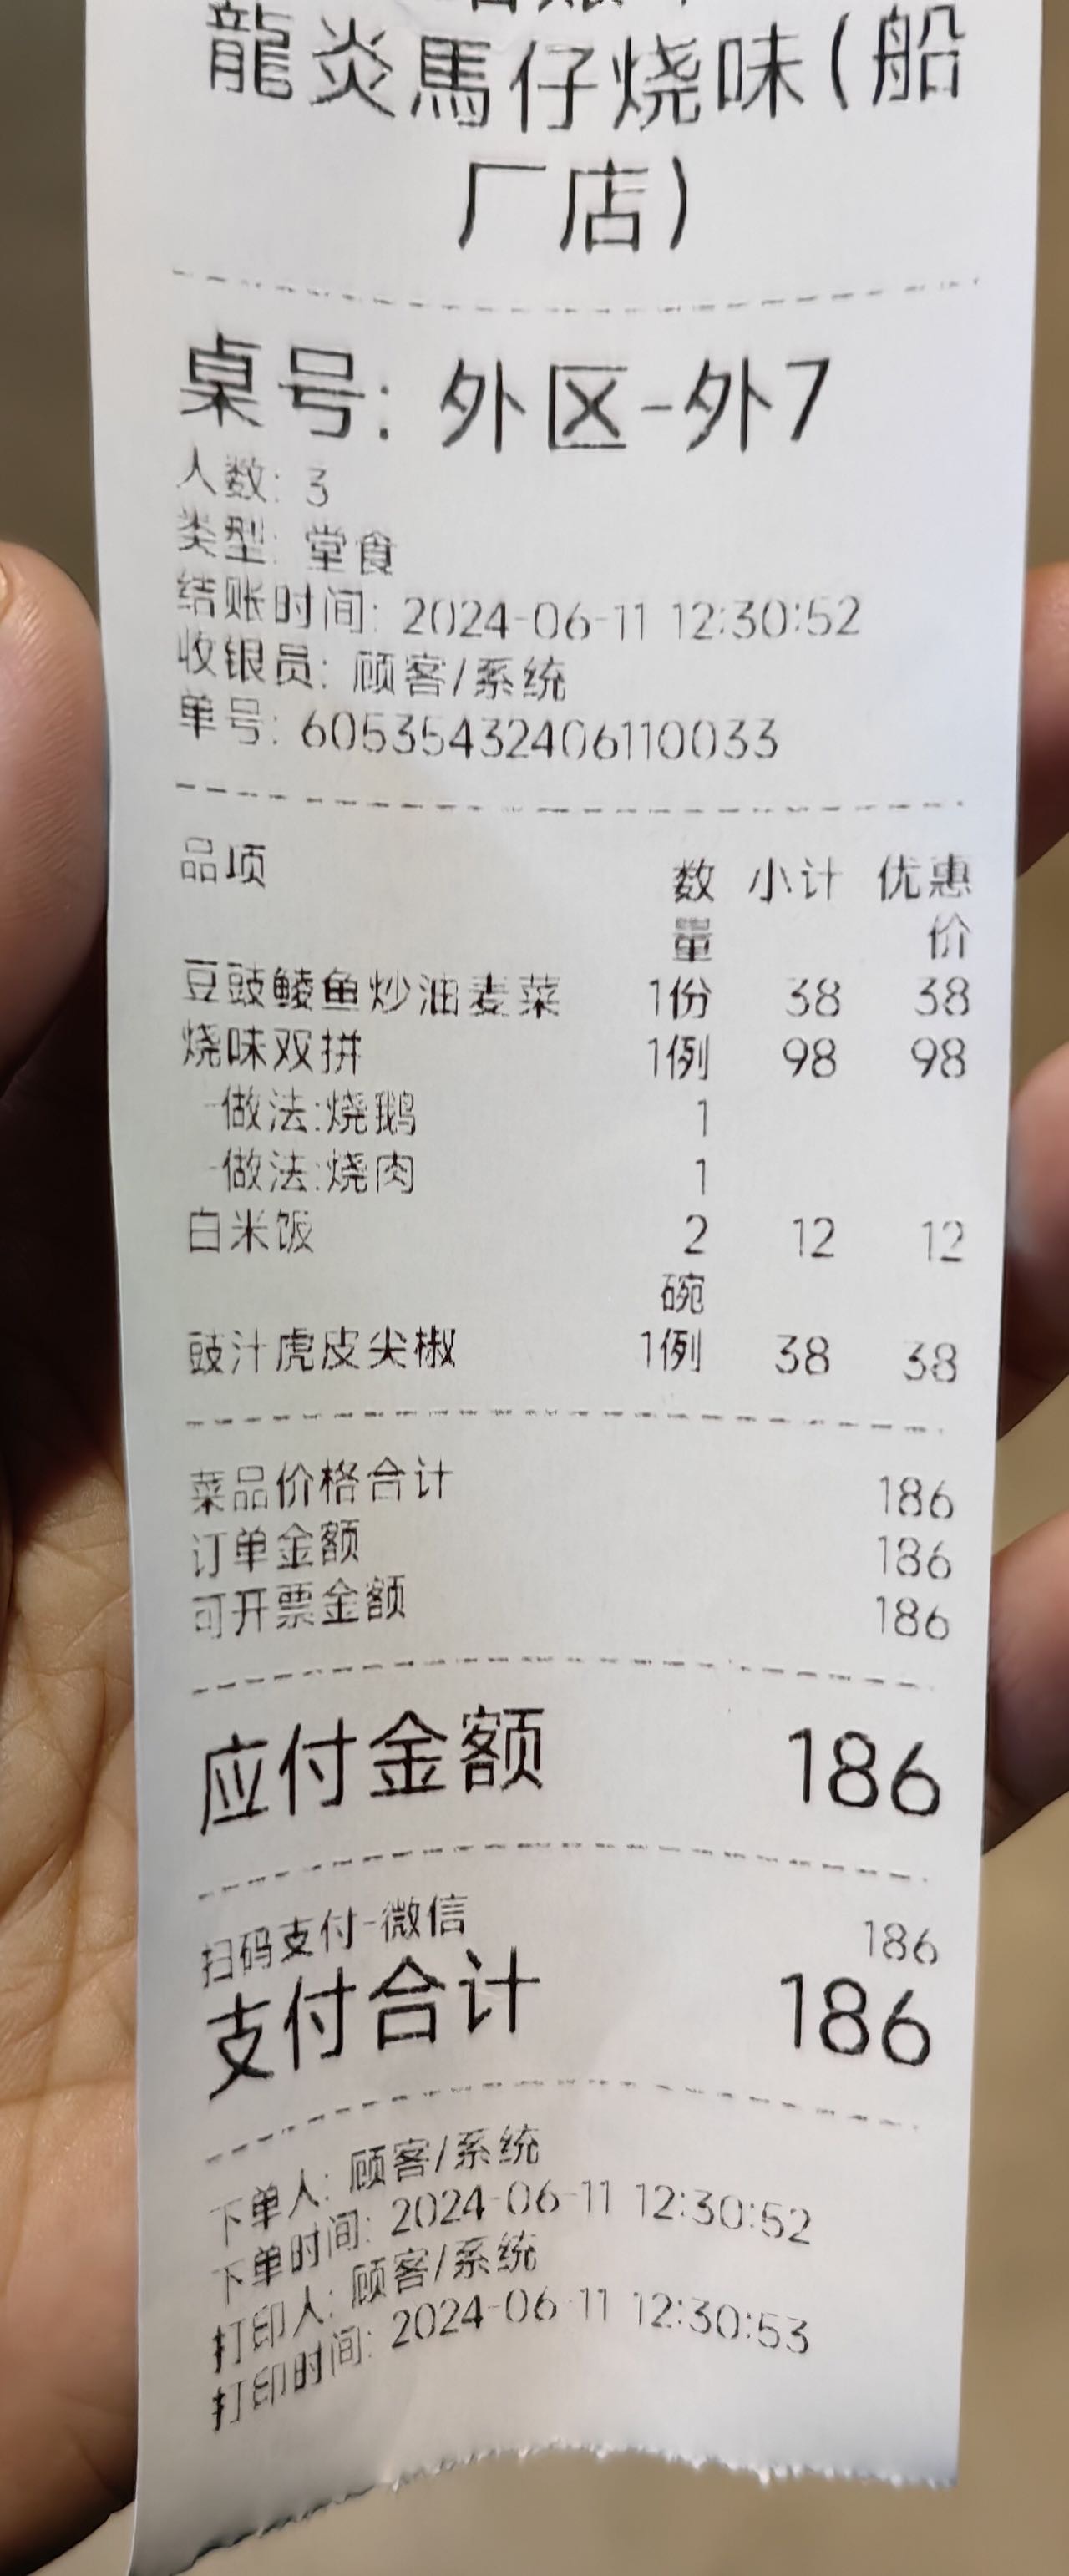 龍炎馬仔烧味(船
厂店)
桌号: 外区-外7
人数: 3
类型: 堂食
结账时间: 2024-06-11 12:30:52
收银员: 顾客/系统
单号: 605354432406110033
品项 数 小计 优惠
量 价
豆豉鲮鱼炒油麦菜 1份 38 38
烧味双拼 1例 98 98
-做法:烧鹅 1
-做法:烧肉 1
白米饭 2 12 12
碗
豉汁虎皮尖椒 1例 38 38
菜品价格合计 186
订单金额 186
可开票金额 186
应付金额 186
扫码支付-微信 186
支付合计 186
下单人: 顾客/系统
下单时间: 2024-06-11 12:30:52
打印人: 顾客/系统
打印时间: 2024-06-11 12:30:53